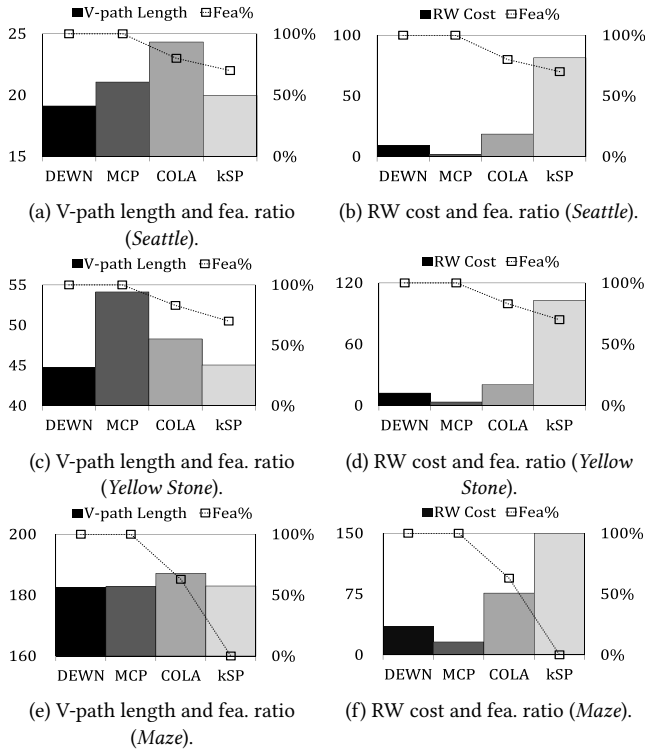 V-path Length Fea%
25 100%
20 50%
15 0%
DEWN MCP COLA kSP
(a) V-path length and fea. ratio
(Seattle).
RW Cost Fea%
100 100%
50 50%
0 0%
DEWN MCP COLA kSP
(b) RW cost and fea. ratio (Seattle).
V-path Length Fea%
55 100%
50
45 50%
40 0%
DEWN MCP COLA kSP
(c) V-path length and fea. ratio
(Yellow Stone).
RW Cost Fea%
120 100%
60 50%
0 0%
DEWN MCP COLA kSP
(d) RW cost and fea. ratio (Yellow
Stone).
V-path Length Fea%
200 100%
180 50%
160 0%
DEWN MCP COLA kSP
(e) V-path length and fea. ratio
(Maze).
RW Cost Fea%
150 100%
75 50%
0 0%
DEWN MCP COLA kSP
(f) RW cost and fea. ratio (Maze).